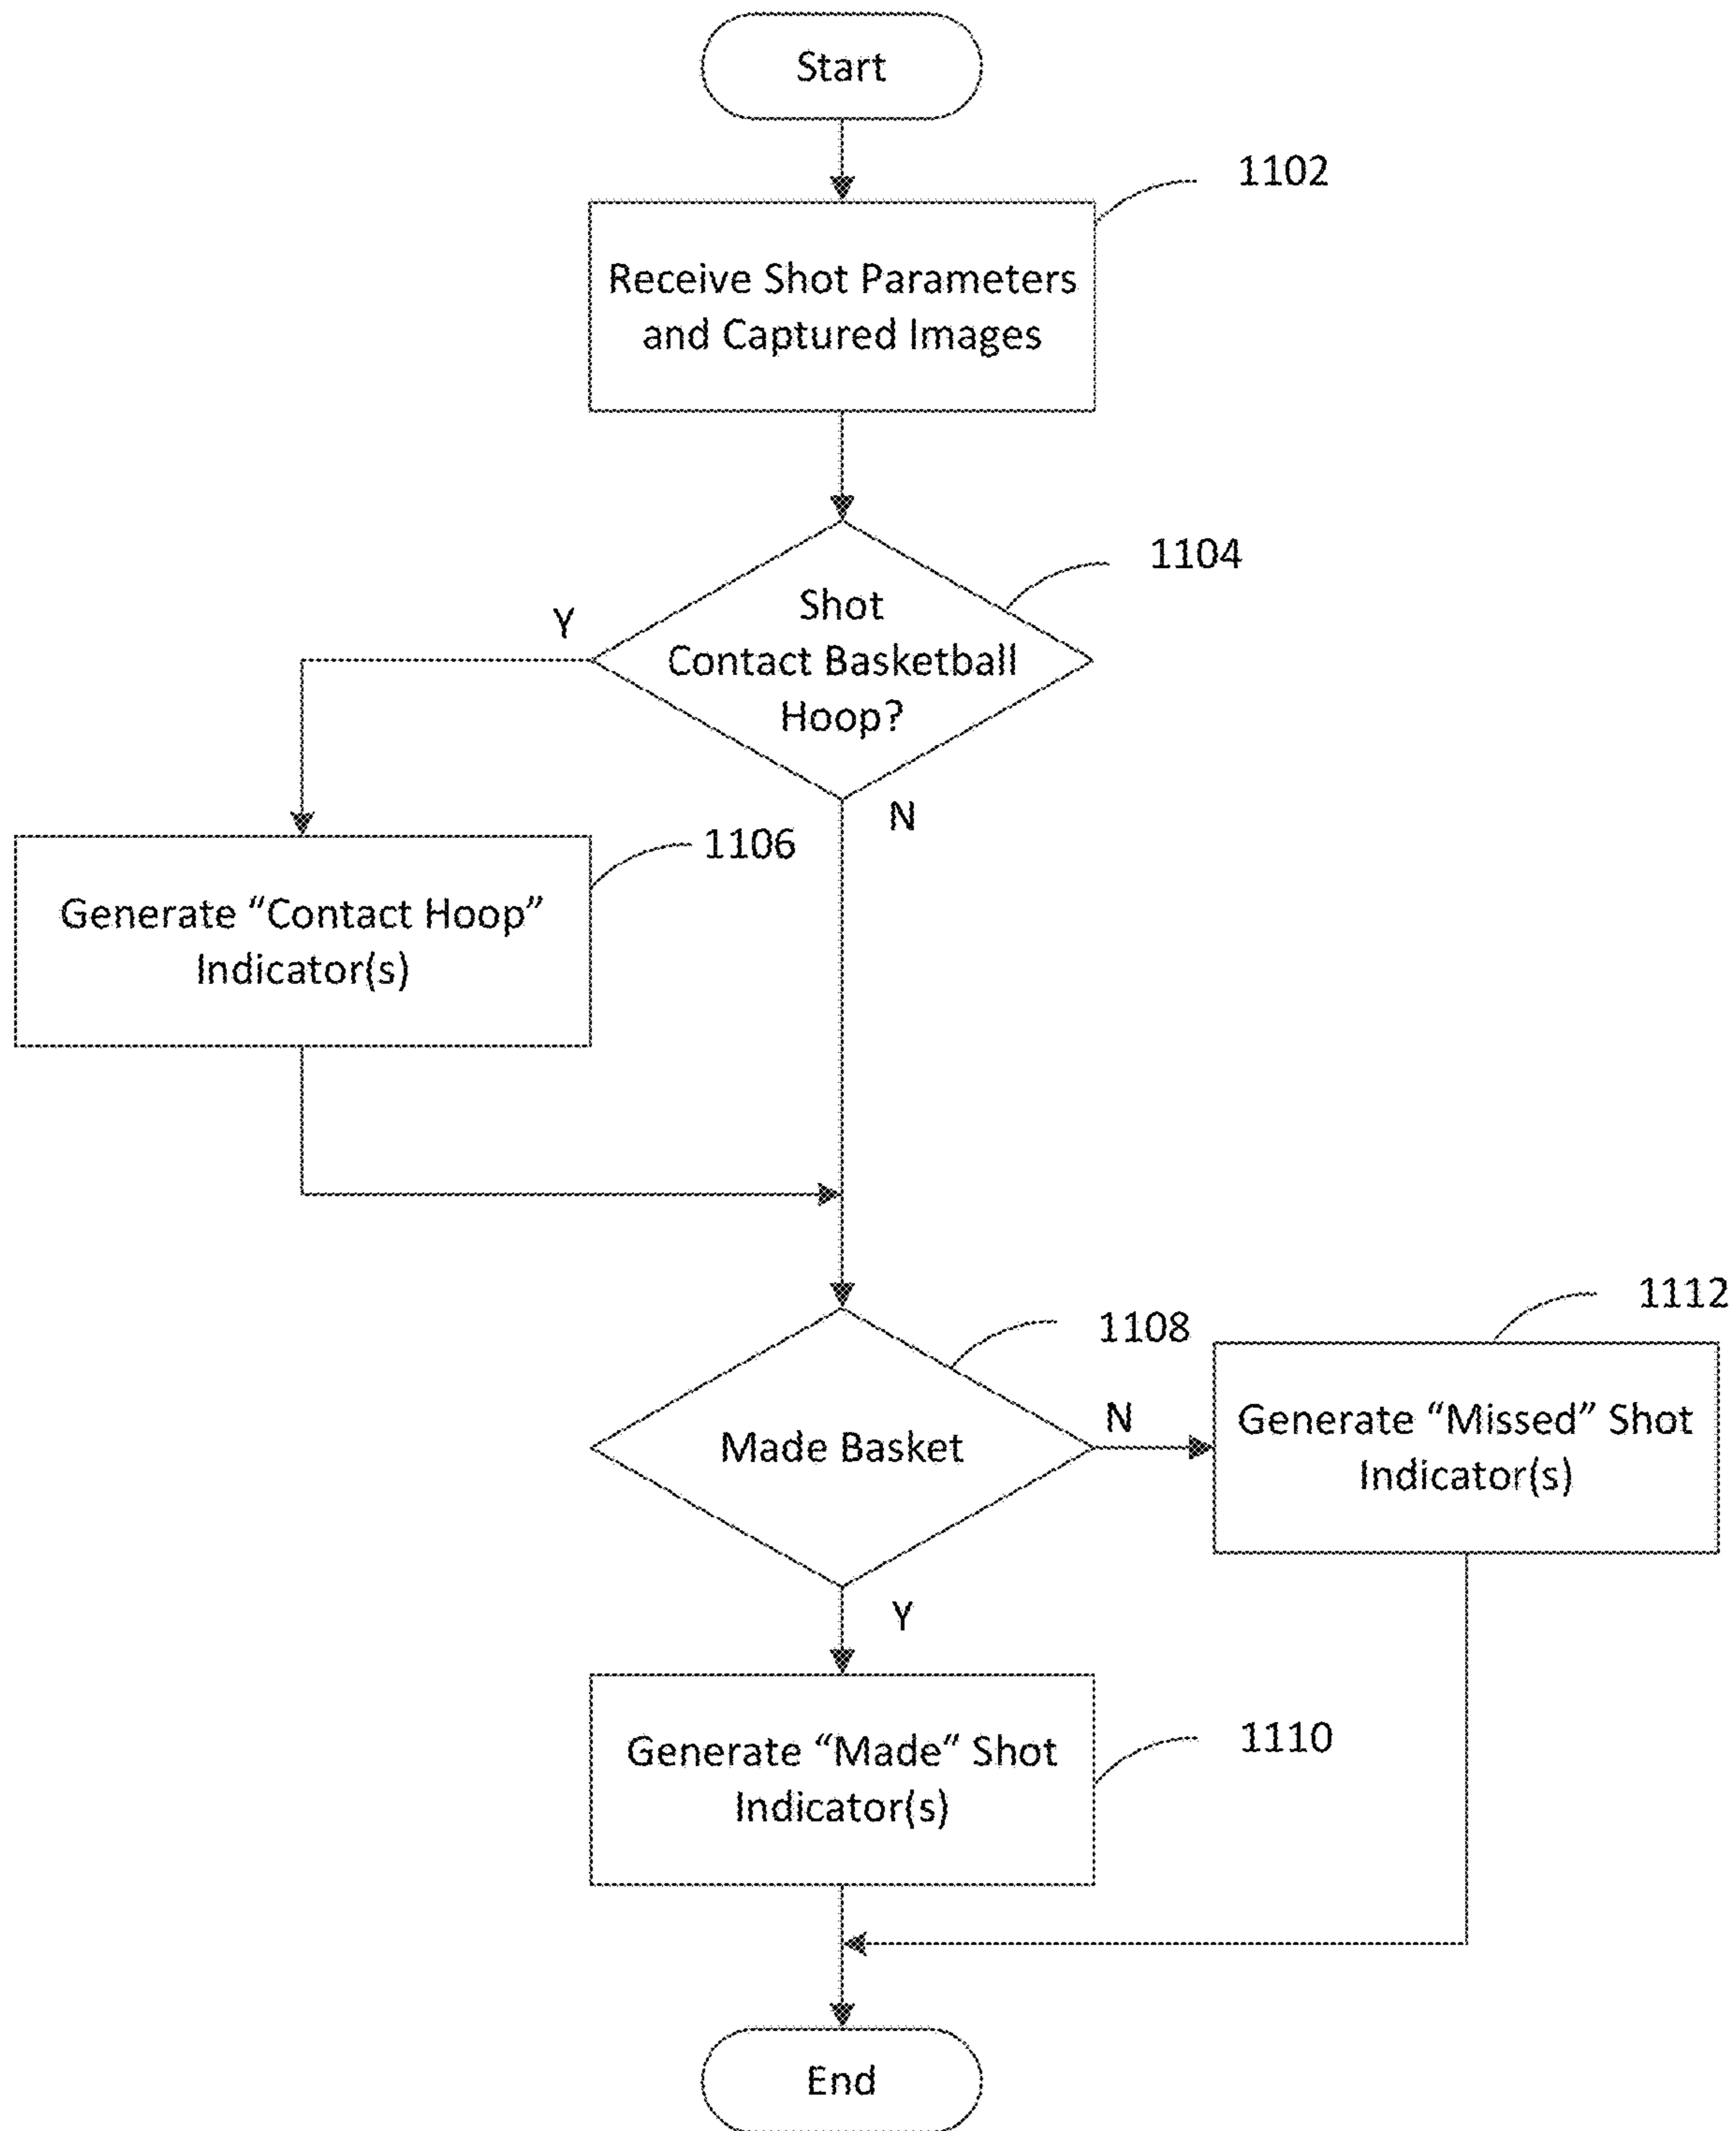 Start
1102
Receive Shot Parameters
and Captured Images
1104
Shot
Contact Basketball
Hoop?
Y
N
1106
Generate “Contact Hoop”
Indicator(s)
1108
Made Basket
N
1112
Generate “Missed” Shot
Indicator(s)
Y
Generate “Made” Shot
Indicator(s)
1110
End